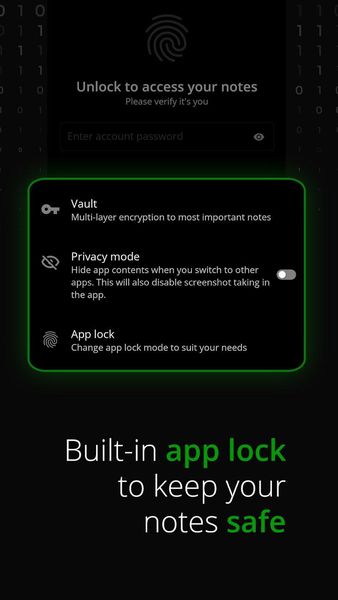 Unlock to access your notes
Please verify it's you
Enter account password
Vault
Multi-layer encryption to most important notes
Privacy mode
Hide app contents when you switch to other
apps. This will also disable screenshot taking in
the app.
App lock
Change app lock mode to suit your needs
Built-in app lock
to keep your
notes safe